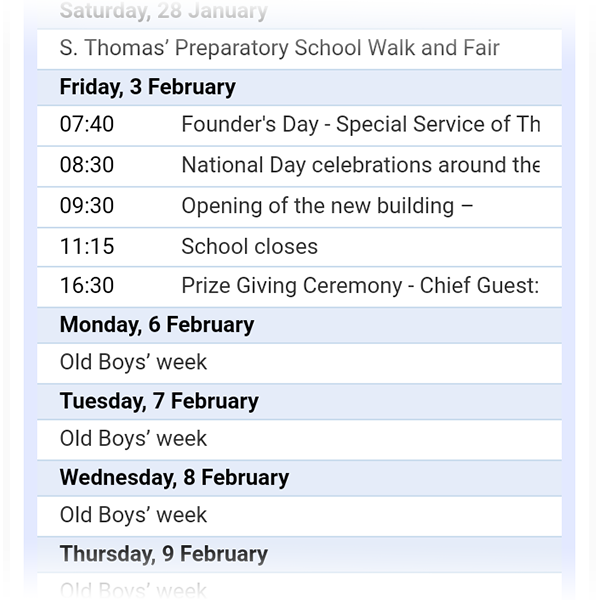 Saturday, 28 January
S. Thomas’ Preparatory School Walk and Fair
Friday, 3 February
07:40 Founder's Day - Special Service of Th
08:30 National Day celebrations around the
09:30 Opening of the new building –
11:15 School closes
16:30 Prize Giving Ceremony - Chief Guest:
Monday, 6 February
Old Boys’ week
Tuesday, 7 February
Old Boys’ week
Wednesday, 8 February
Old Boys’ week
Thursday, 9 February
Old Boys’ week